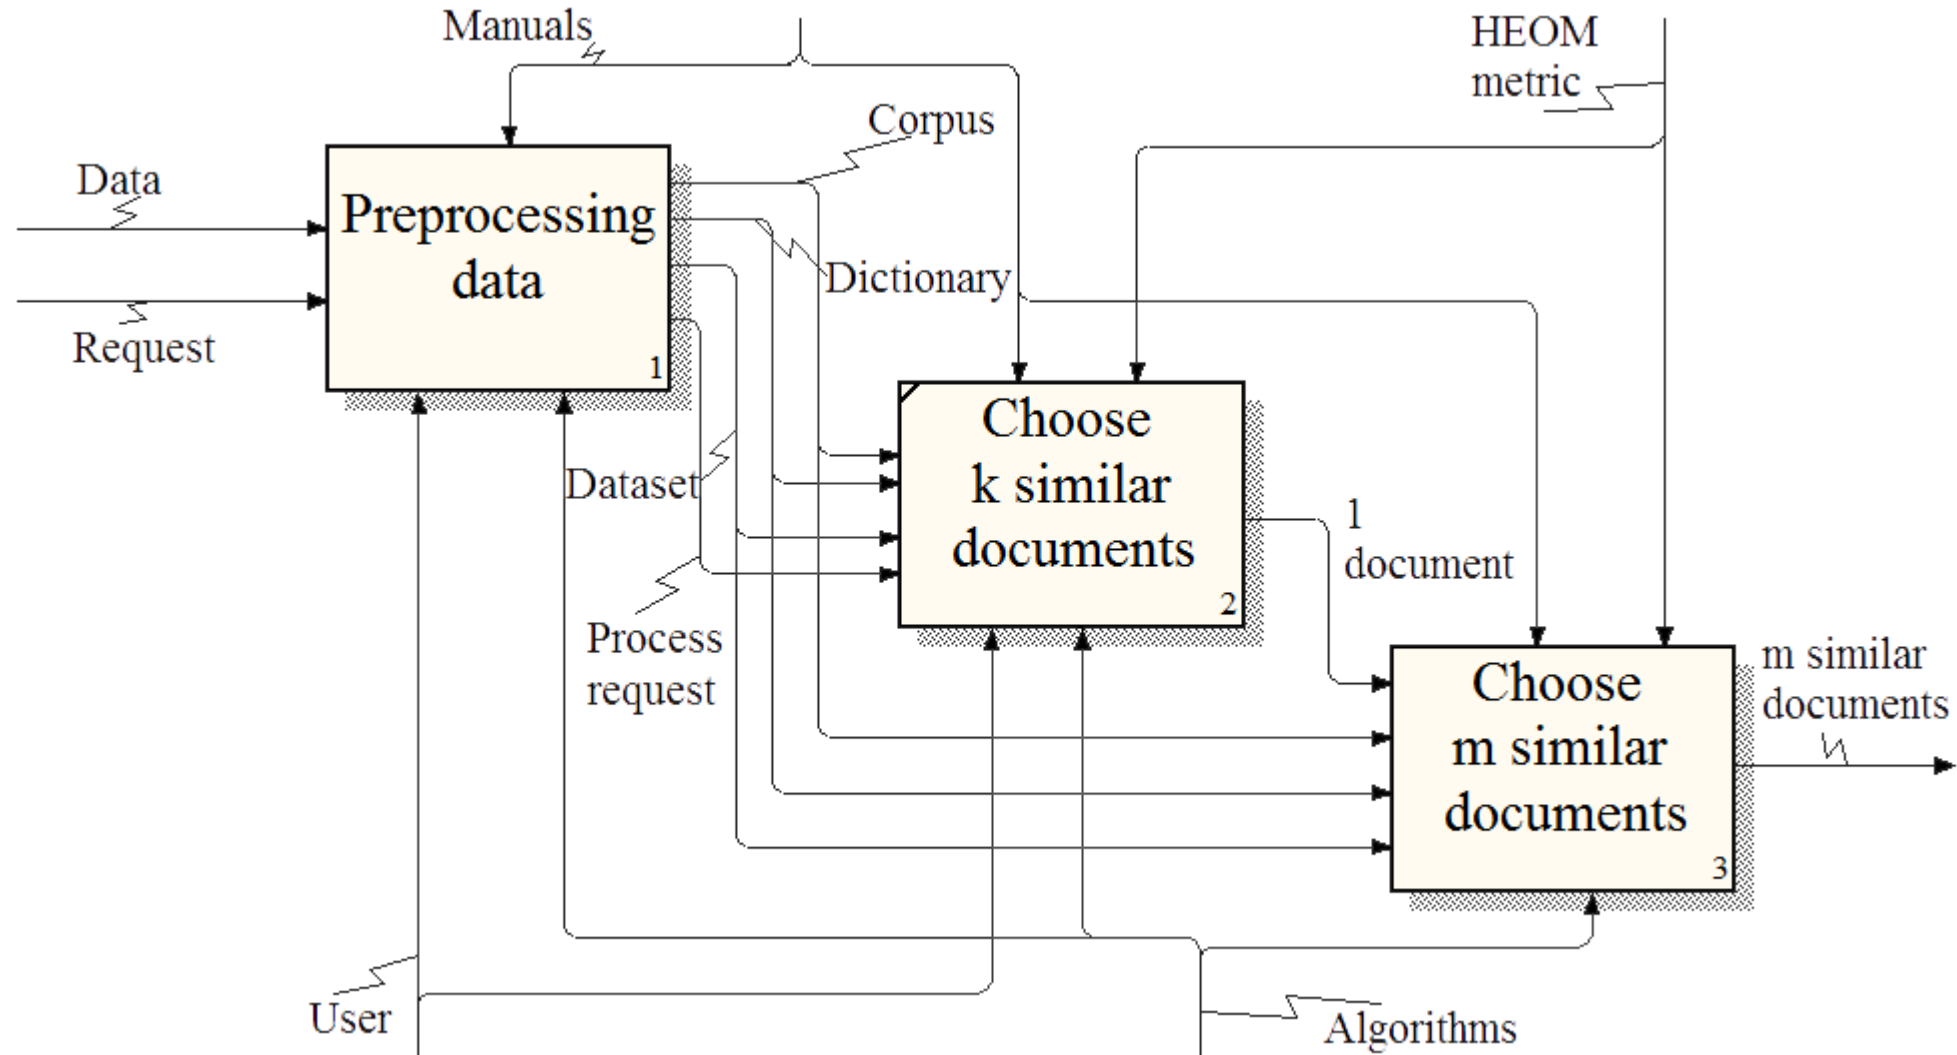 Manuals
HEOM
metric
Corpus
Data
Preprocessing
data
1
Dictionary
Request
Choose
k similar
documents
2
Dataset
1
document
Process
request
Choose
m similar
documents
3
m similar
documents
User
Algorithms